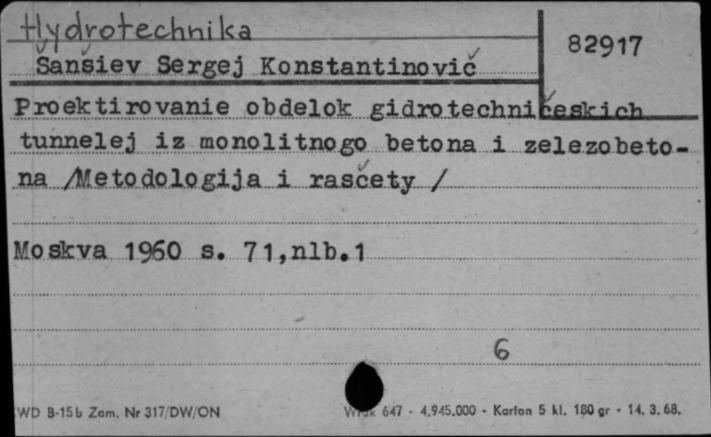 Hydrotechnika
82917
Šanšiev Sergej Konstantinovič
Proektirovanie obdelok gidrotechničeskich
tunnelej iz monolitnogo betona i zelezobeto-
na /Metodologija i rasčety /
Moskva 1960 s. 71,nlb.1
6
WD B-15b Zam. Nr 317/DW/ON
647 - 4.945.000 - Karton 5 kl. 180 gr - 14. 3. 68.